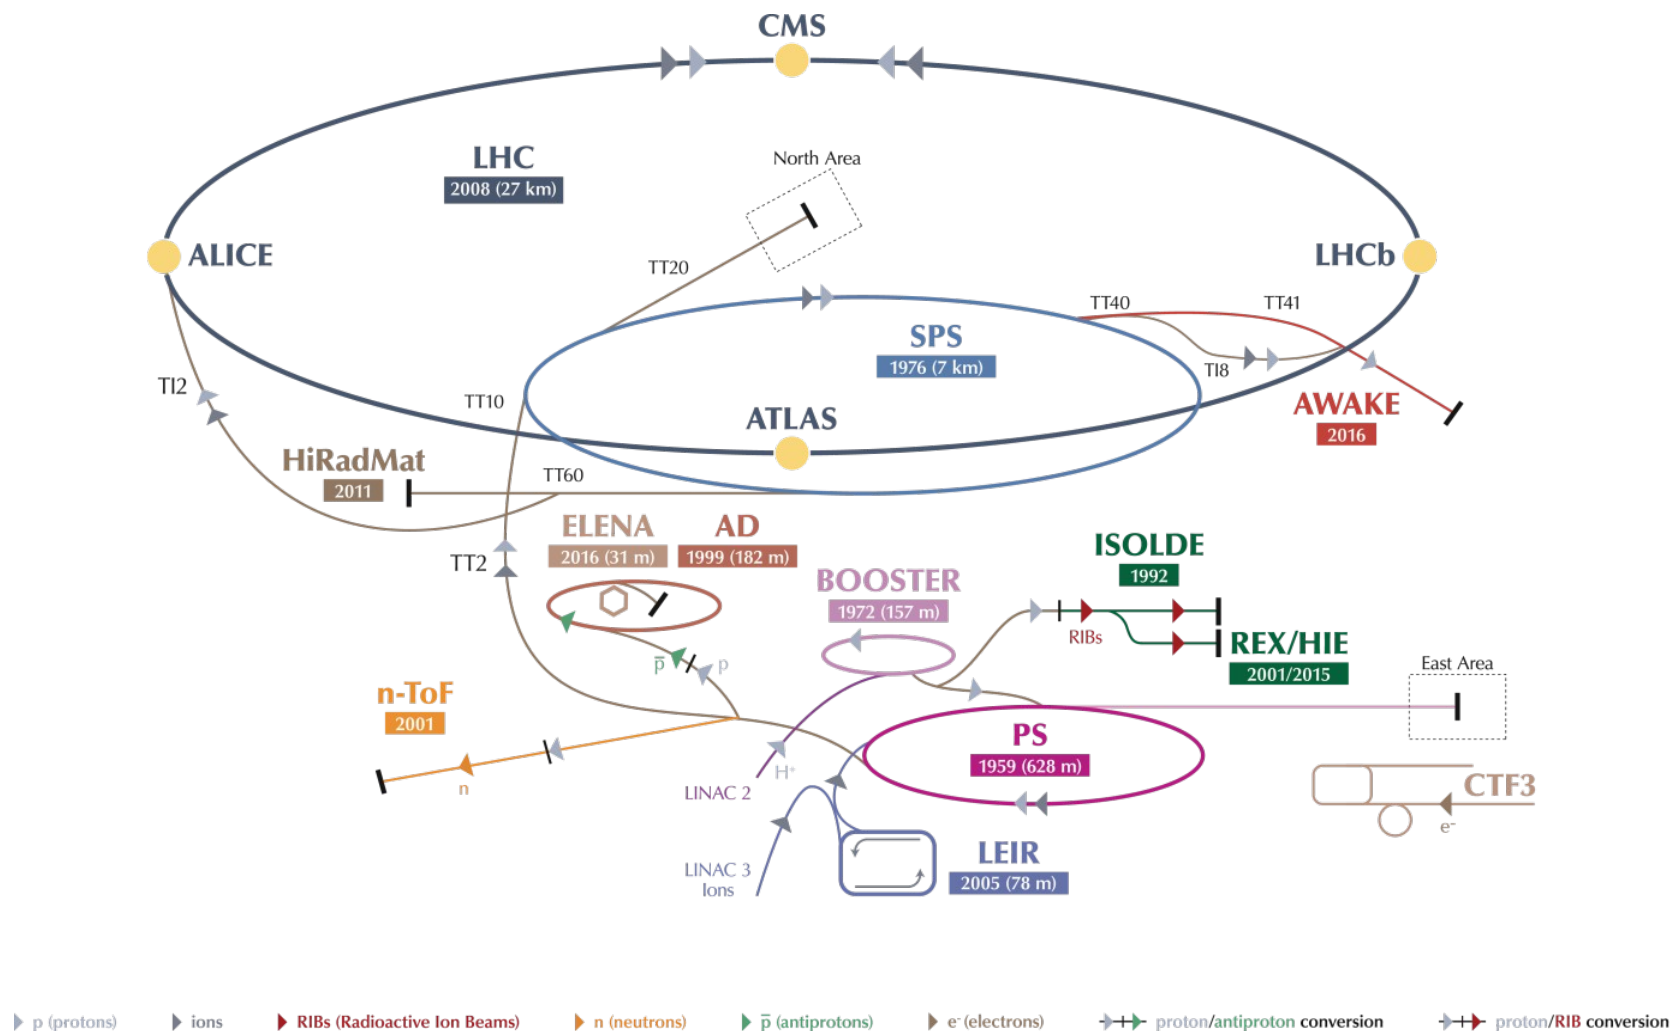 CMS
LHC
2008 (27 km)
North Area
ALICE
LHCb
TT20
TT40
TT41
SPS
1976 (7 km)
TI8
TI2
TT10
ATLAS
AWAKE
2016
HiRadMat
2011
TT60
ELENA
2016 (31 m)
AD
1999 (182 m)
TT2
ISOLDE
1992
BOOSTER
1972 (157 m)
RIBs
REX/HIE
2001/2015
East Area
p̅
p
n-ToF
2001
n
PS
1959 (628 m)
H⁺
LINAC 2
CTF3
e⁻
LEIR
2005 (78 m)
LINAC 3
Ions
p (protons)
ions
RIBs (Radioactive Ion Beams)
n (neutrons)
p̅ (antiprotons)
e⁻ (electrons)
proton/antiproton conversion
proton/RIB conversion